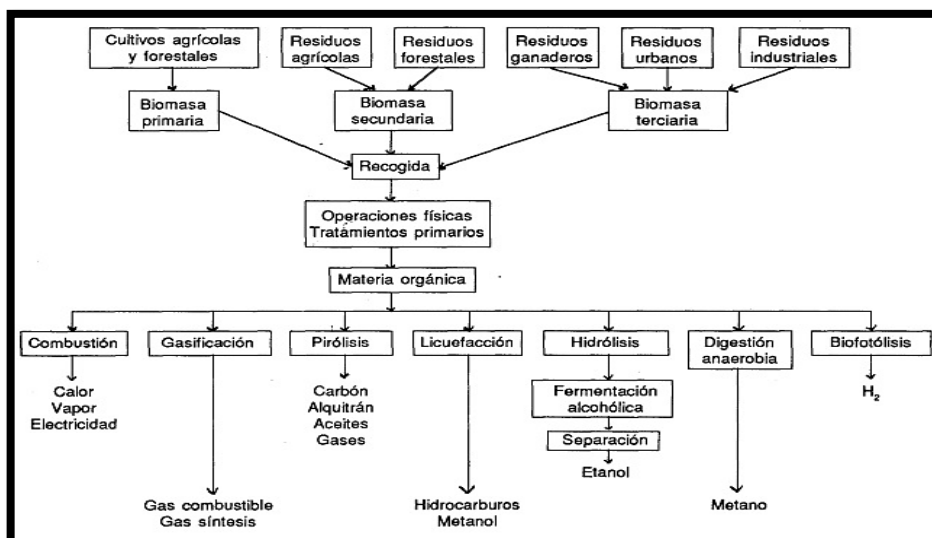 Cultivos agrícolas
y forestales
Residuos
agrícolas
Residuos
forestales
Residuos
ganaderos
Residuos
urbanos
Residuos
industriales
Biomasa
primaria
Biomasa
secundaria
Biomasa
terciaria
Recogida
Operaciones físicas
Tratámientos primarios
Materia orgánica
Combustión
Gasificación
Pirólisis
Licuefacción
Hidrólisis
Digestión
anaerobia
Biofotólisis
Calor
Vapor
Electricidad
Carbón
Alquitrán
Aceites
Gases
Fermentación
alcohólica
Separación
Etanol
H₂
Gas combustible
Gas síntesis
Hidrocarburos
Metanol
Metano